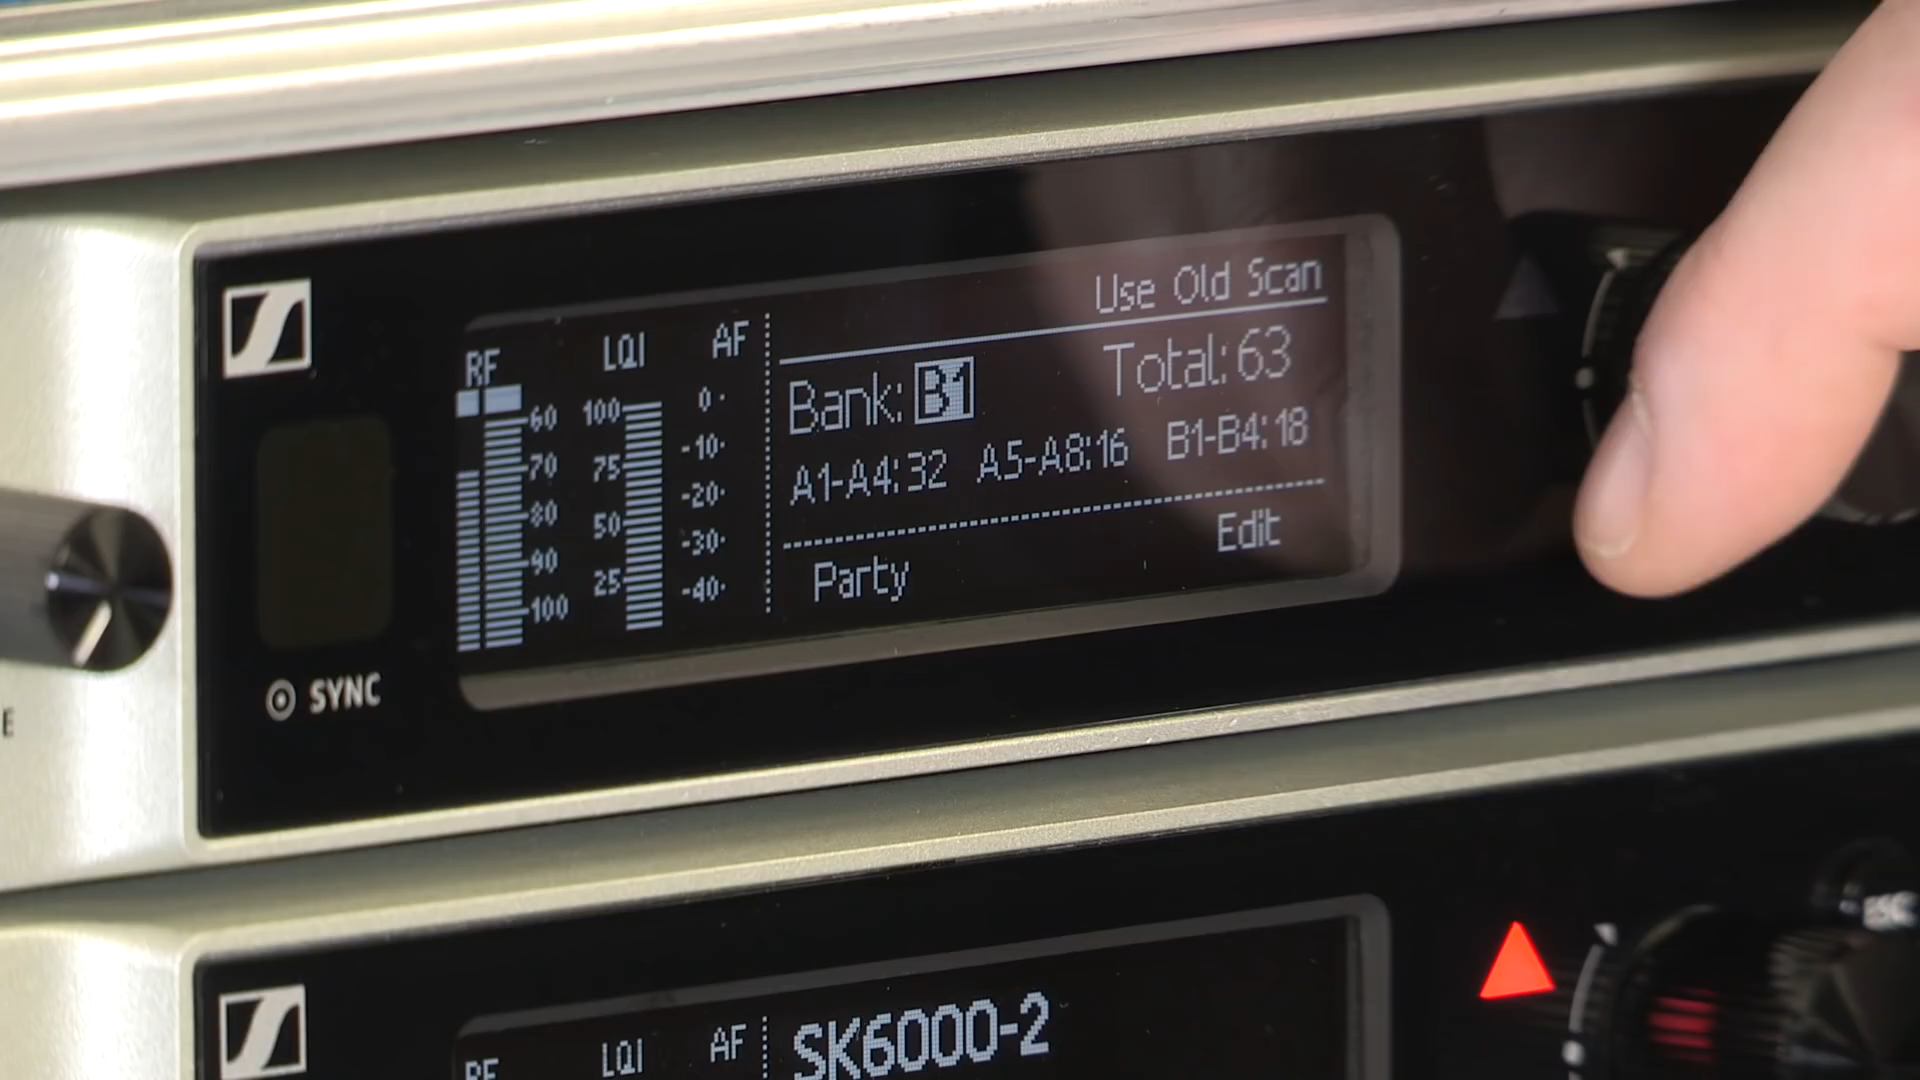 Use Old Scan
RF LQI AF
Bank: B1 Total: 63
60 100 0
70 75 -10
80 50 -20
90 25 -30
100 -40
A1-A4: 32 A5-A8: 16 B1-B4: 18
Party Edit
SYNC
E
ESC
RF LQI AF SK6000-2